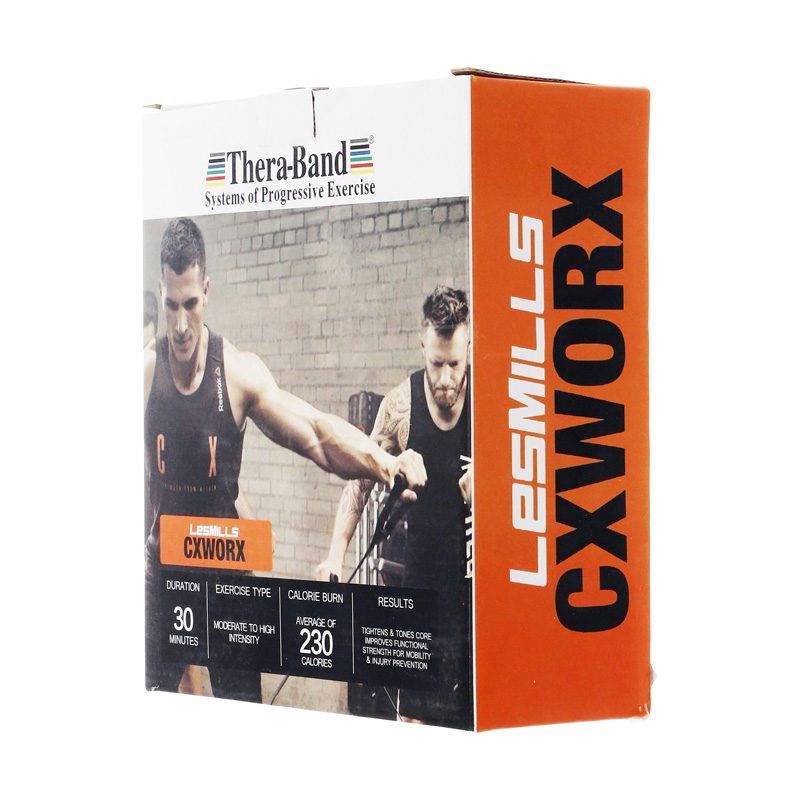 Thera-Band®
Systems of Progressive Exercise
Reebok
C X
LesMILLS
CXWORX
DURATION
30
MINUTES
EXERCISE TYPE
MODERATE TO HIGH
INTENSITY
CALORIE BURN
AVERAGE OF
230
CALORIES
RESULTS
TIGHTENS & TONES CORE
IMPROVES FUNCTIONAL
STRENGTH FOR MOBILITY
& INJURY PREVENTION
LesMILLS
CXWORX